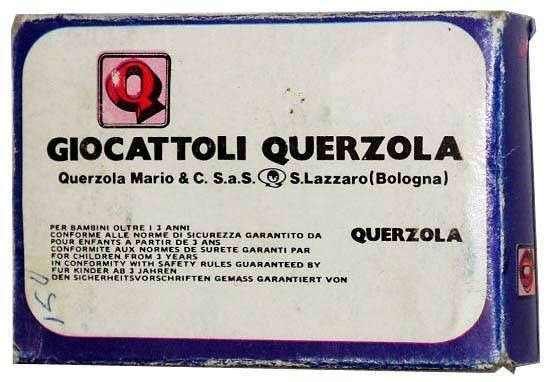 Q
GIOCATTOLI QUERZOLA
Querzola Mario & C. S.a.S. Q S.Lazzaro (Bologna)
PER BAMBINI OLTRE I 3 ANNI
CONFORME ALLE NORME DI SICUREZZA GARANTITO DA
POUR ENFANTS A PARTIR DE 3 ANS
CONFORMITE AUX NORMES DE SURETE GARANTI PAR
FOR CHILDREN FROM 3 YEARS
IN CONFORMITY WITH SAFETY RULES GUARANTEED BY
FUR KINDER AB 3 JAHREN
DEN SICHERHEITSVORSCHRIFTEN GEMASS GARANTIERT VON
QUERZOLA
Q